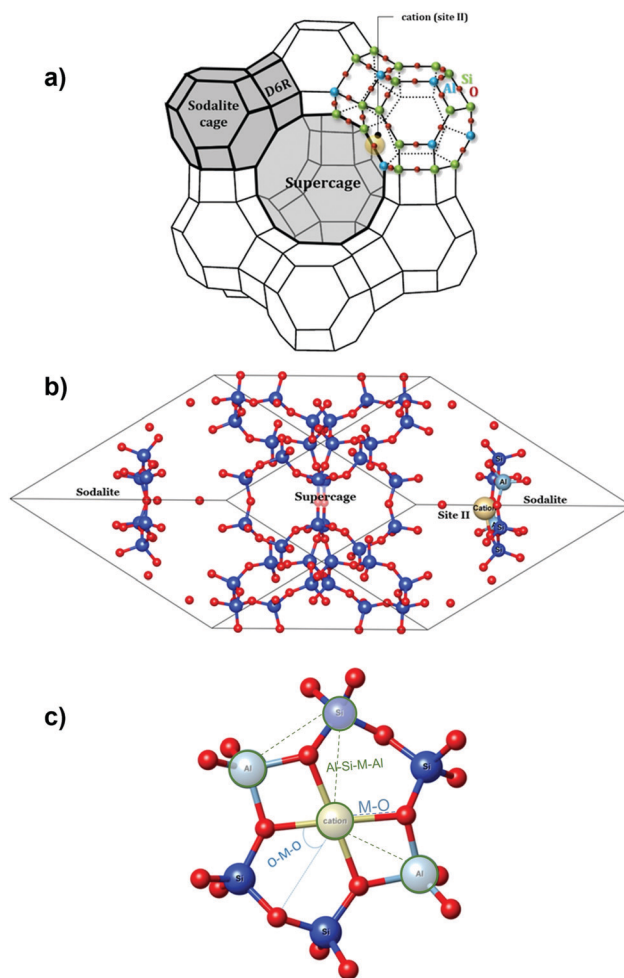 a)
cation (site II)
D6R
Sodalite
cage
Si
Al
O
Supercage
b)
Si
Al
Sodalite
Supercage
Cation
Sodalite
Site II
Si
c)
Si
Al
Si
Al-Si-M-Al
M-O
cation
O-M-O
Al
Si
Si